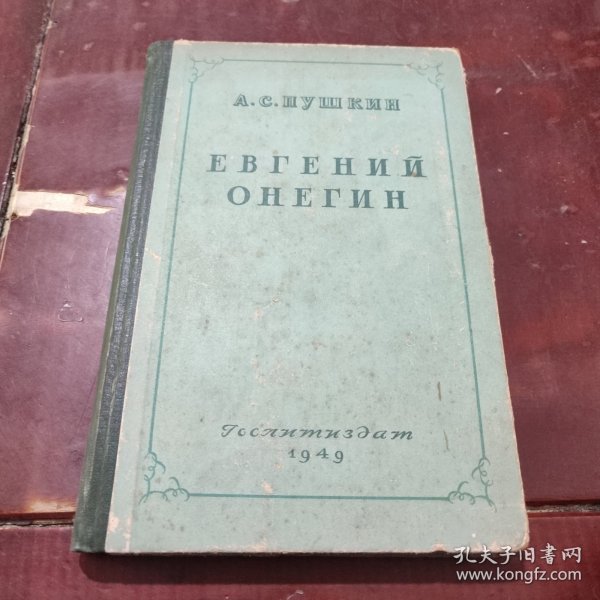 А. С. ПУШКИН
ЕВГЕНИЙ
ОНЕГИН
Гослитиздат
1949
孔夫子旧书网
www.kongfz.com